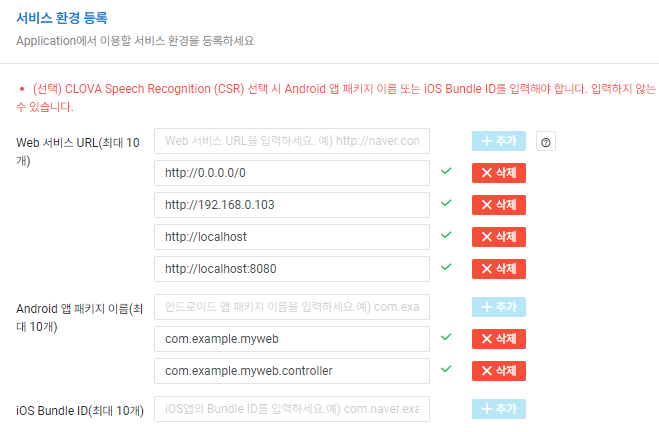 서비스 환경 등록
Application에서 이용할 서비스 환경을 등록하세요
• (선택) CLOVA Speech Recognition (CSR) 선택 시 Android 앱 패키지 이름 또는 iOS Bundle ID를 입력해야 합니다. 입력하지 않는
수 있습니다.
Web 서비스 URL(최대 10
개)
Web 서비스 URL을 입력하세요. 예) http://naver.con
+ 추가
?
http://0.0.0.0/0
× 삭제
http://192.168.0.103
× 삭제
http://localhost
× 삭제
http://localhost:8080
× 삭제
Android 앱 패키지 이름(최
대 10개)
안드로이드 앱 패키지 이름을 입력하세요.예) com.exa
+ 추가
com.example.myweb
× 삭제
com.example.myweb.controller
× 삭제
iOS Bundle ID(최대 10개)
iOS앱의 Bundle ID를 입력하세요.예) com.naver.exa
+ 추가